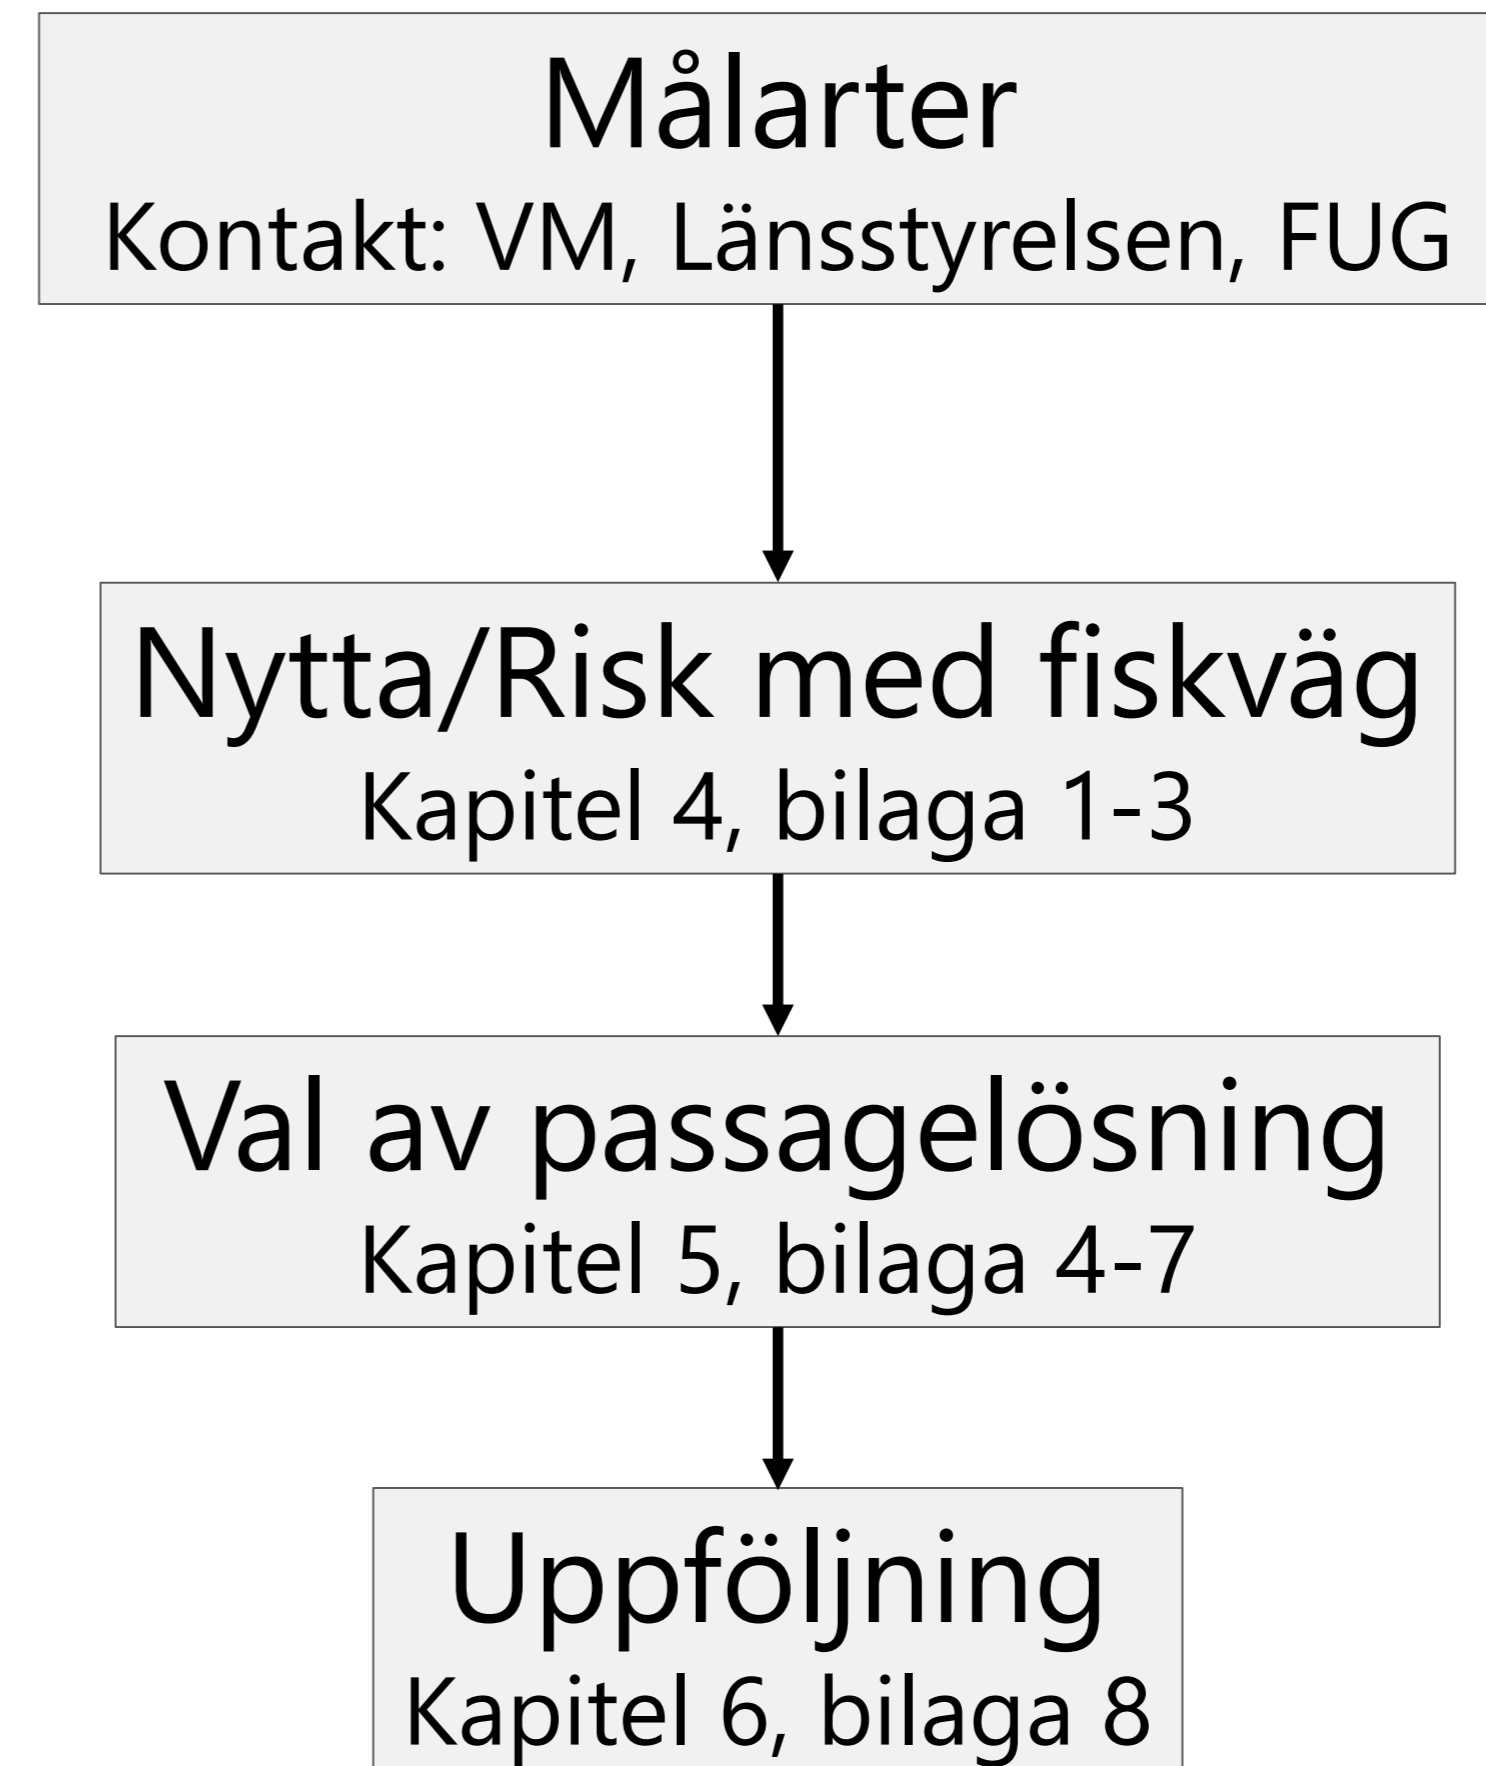 Målarter
Kontakt: VM, Länsstyrelsen, FUG
Nytta/Risk med fiskväg
Kapitel 4, bilaga 1-3
Val av passagelösning
Kapitel 5, bilaga 4-7
Uppföljning
Kapitel 6, bilaga 8